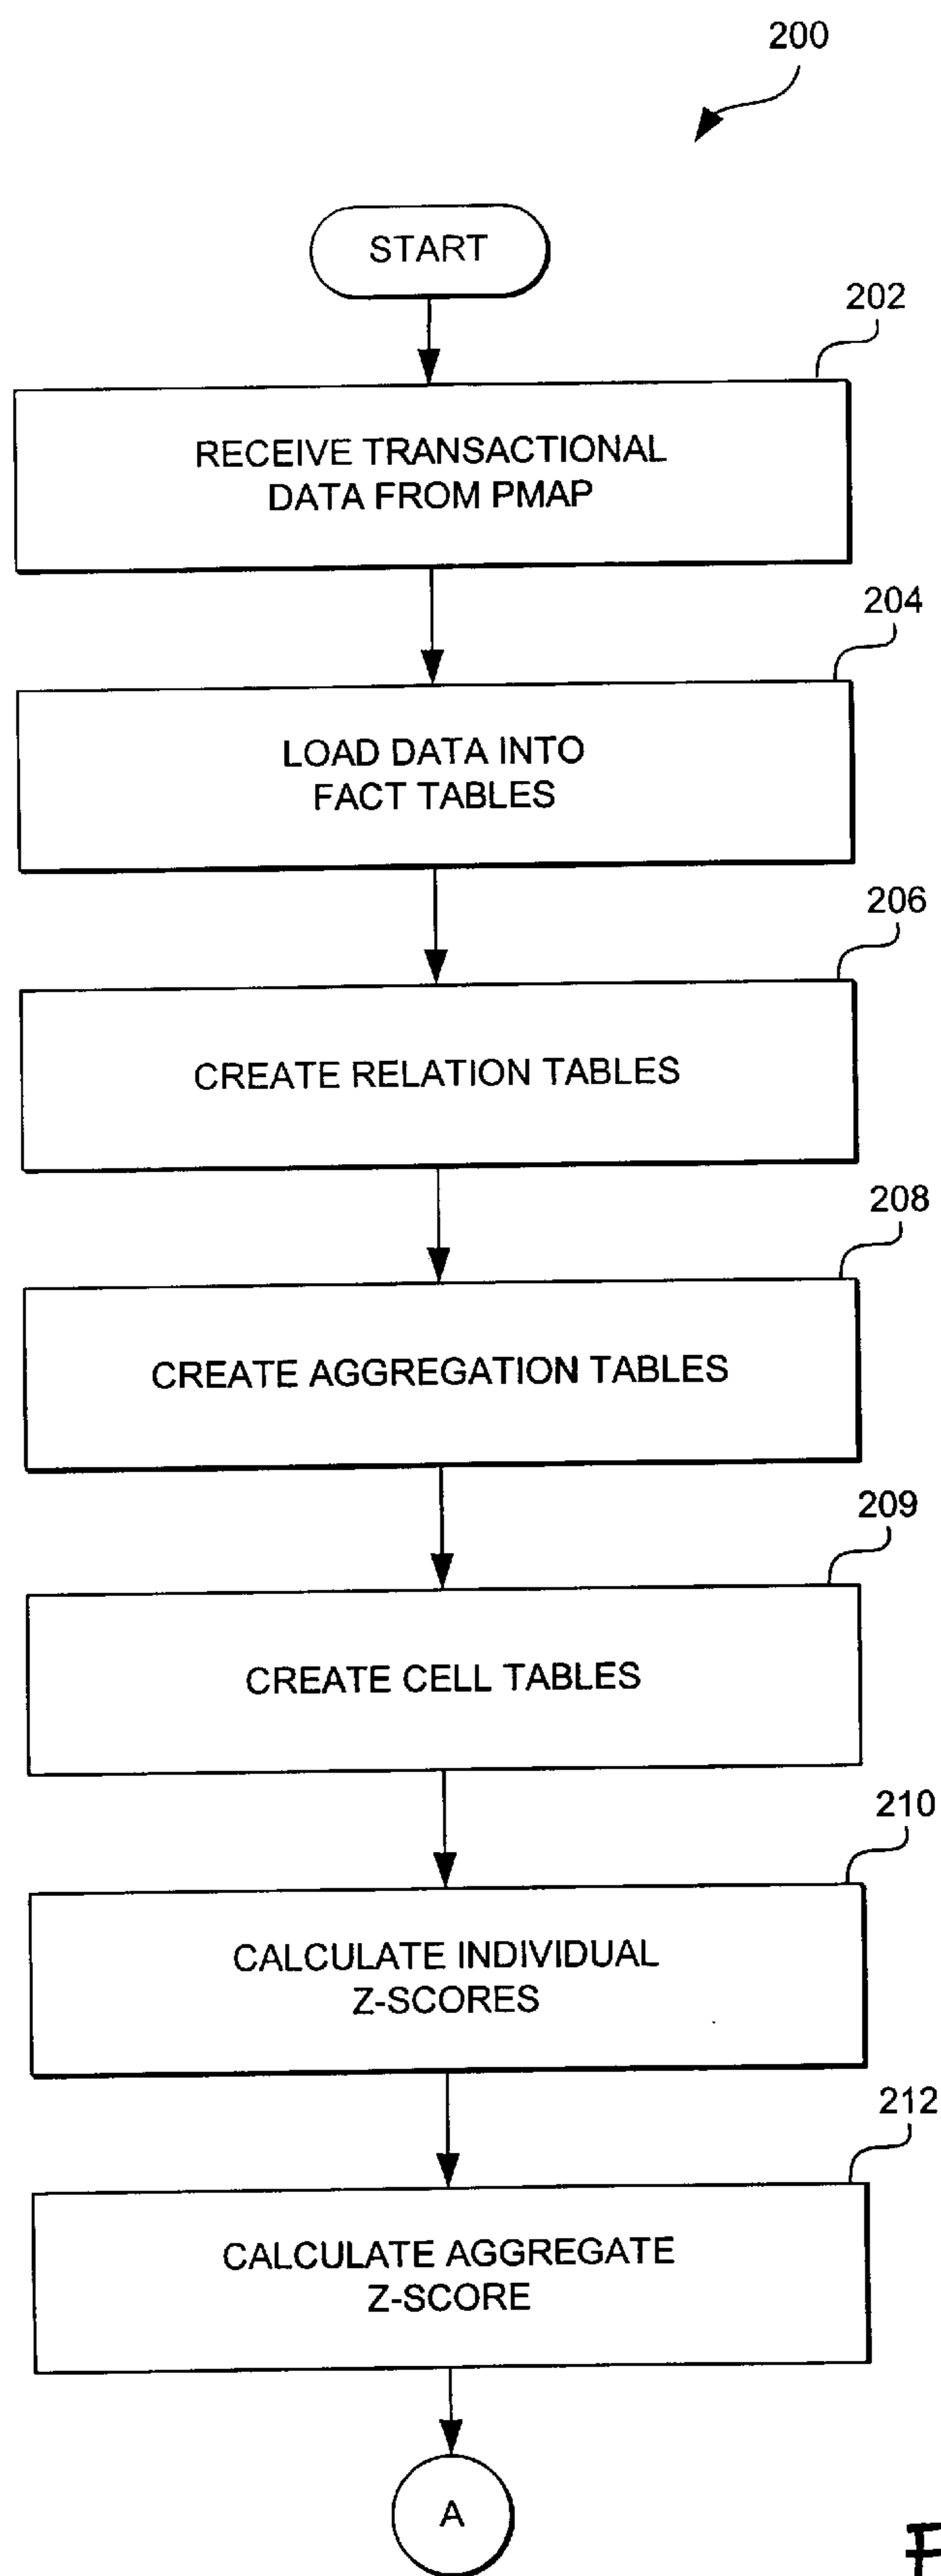 200
START
202
RECEIVE TRANSACTIONAL
DATA FROM PMAP
204
LOAD DATA INTO
FACT TABLES
206
CREATE RELATION TABLES
208
CREATE AGGREGATION TABLES
209
CREATE CELL TABLES
210
CALCULATE INDIVIDUAL
Z-SCORES
212
CALCULATE AGGREGATE
Z-SCORE
A